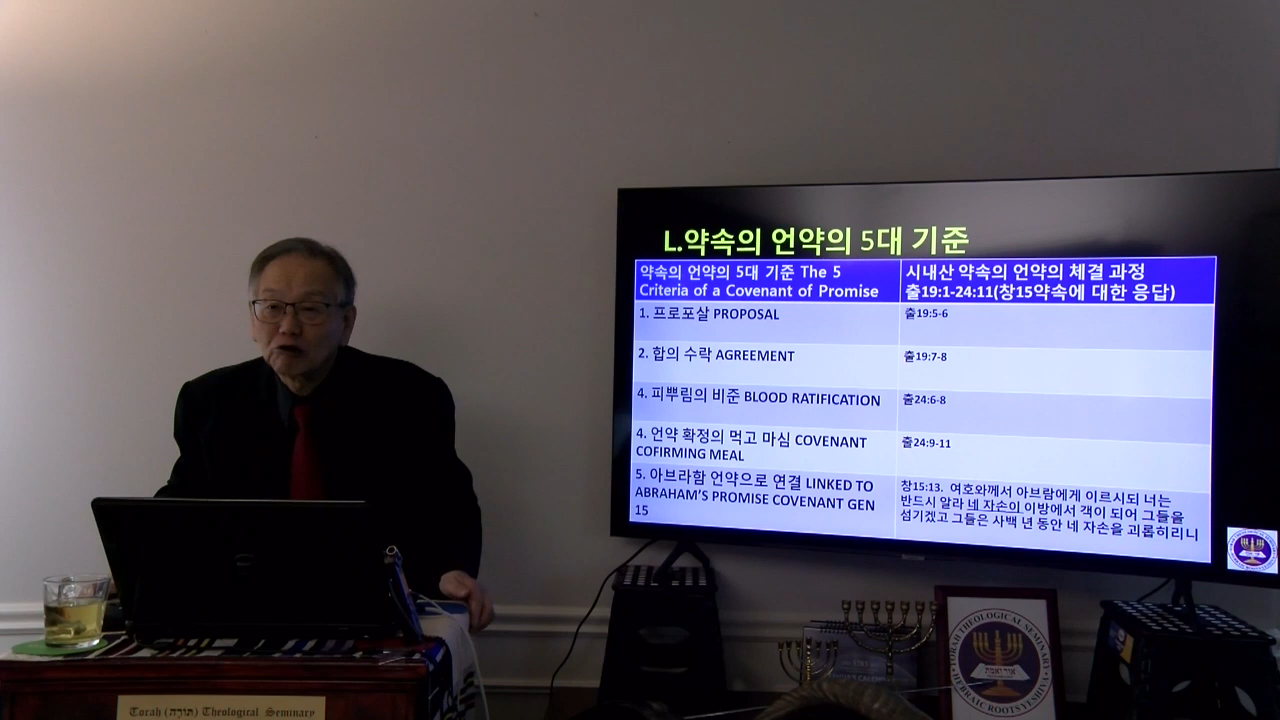 L.약속의 언약의 5대 기준
약속의 언약의 5대 기준 The 5
Criteria of a Covenant of Promise
시내산 약속의 언약의 체결 과정
출19:1-24:11(창15약속에 대한 응답)
1. 프로포살 PROPOSAL
출19:5-6
2. 합의 수락 AGREEMENT
출19:7-8
4. 피뿌림의 비준 BLOOD RATIFICATION
출24:6-8
4. 언약 확정의 먹고 마심 COVENANT
COFIRMING MEAL
출24:9-11
5. 아브라함 언약으로 연결 LINKED TO
ABRAHAM'S PROMISE COVENANT GEN
15
창15:13. 여호와께서 아브람에게 이르시되 너는
반드시 알라 네 자손이 이방에서 객이 되어 그들을
섬기겠고 그들은 사백 년 동안 네 자손을 괴롭히리니
TORAH THEOLOGICAL SEMINARY
HEBRAIC ROOTS YESHIVA
Torah (תורה) Theological Seminary